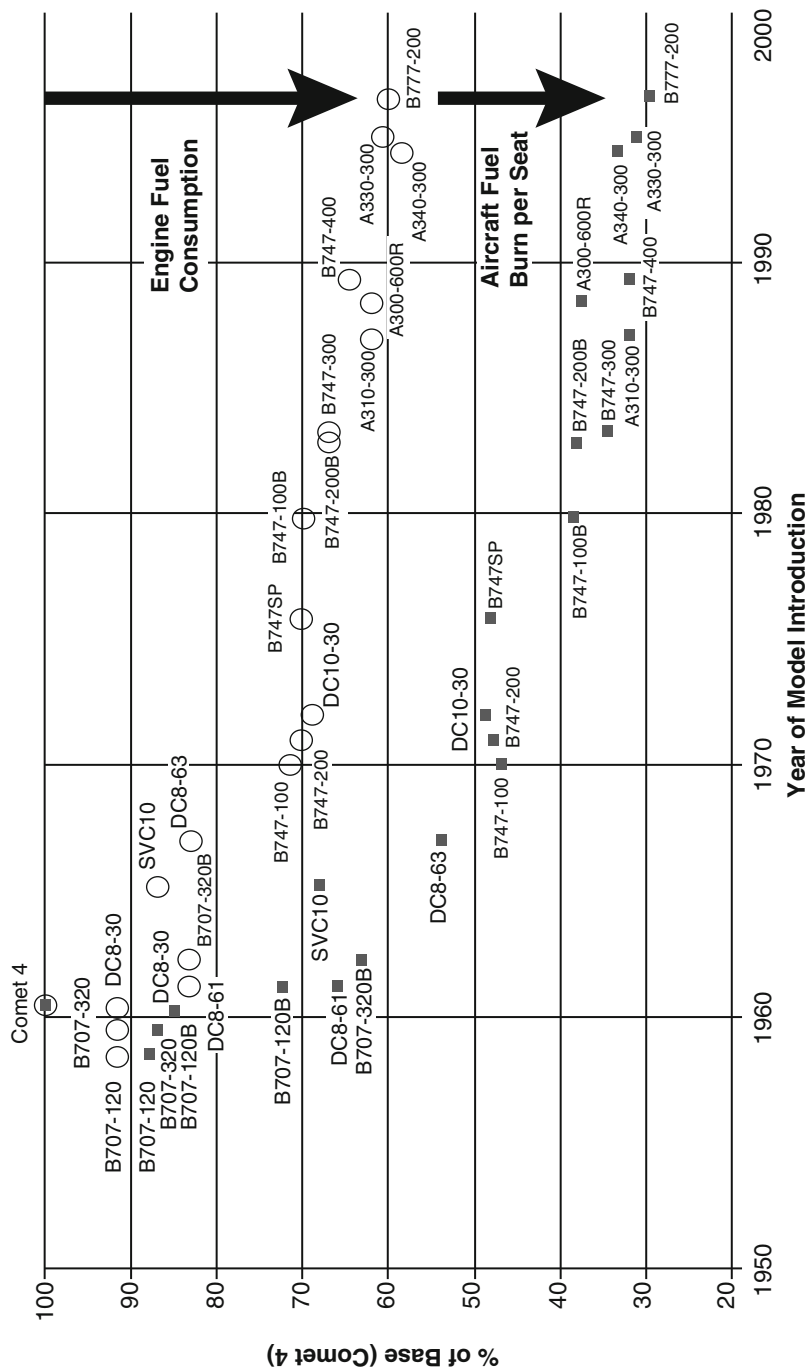 % of Base (Comet 4)
100
90
80
70
60
50
40
30
20
Comet 4
B707-320
DC8-30
B707-120
Engine Fuel
Consumption
SVC10
DC8-63
B707-120
DC8-30
B707-320
B707-120B
B707-320B
DC8-61
B747-100
B747-200
B747SP
DC10-30
B747-100B
B747-200B
B747-300
B747-400
A310-300
A300-600R
A330-300
A340-300
B777-200
B707-120B
SVC10
DC8-61
B707-320B
Aircraft Fuel
Burn per Seat
DC8-63
DC10-30
B747-100
B747-200
B747SP
B747-100B
B747-200B
B747-300
A310-300
A300-600R
B747-400
A340-300
A330-300
B777-200
1950
1960
1970
1980
1990
2000
Year of Model Introduction